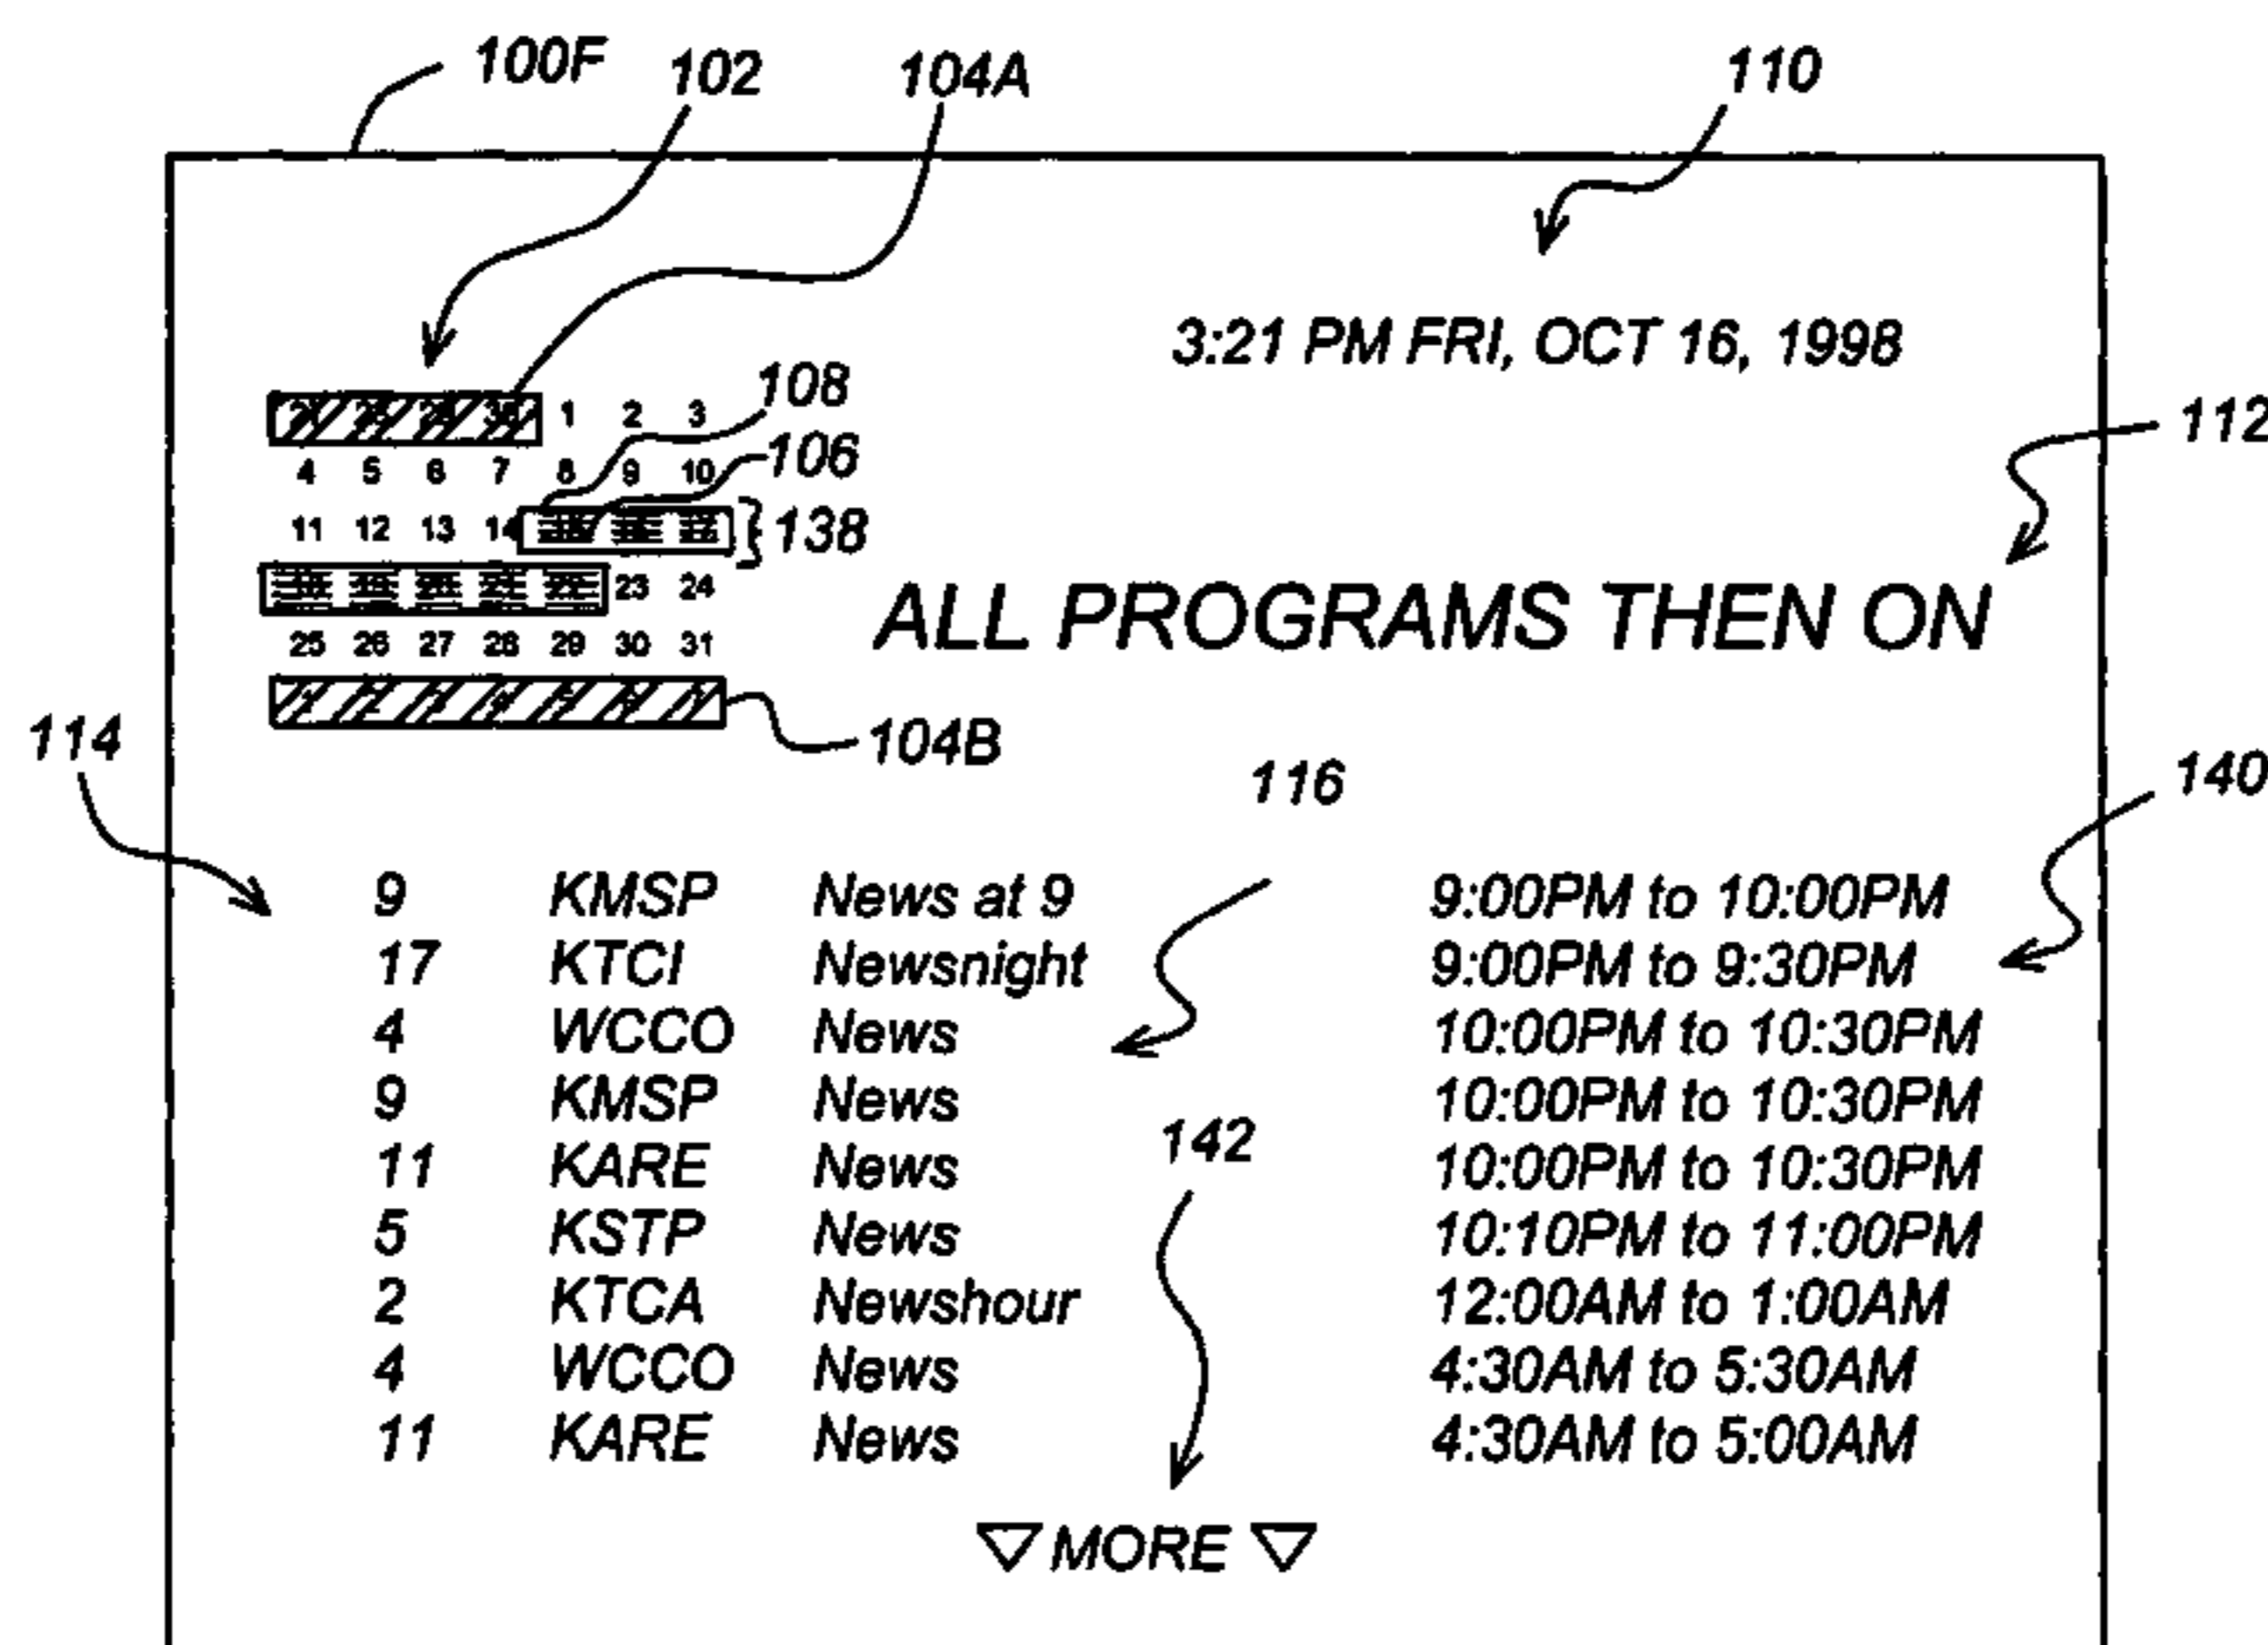 100F 102 104A 110
3:21 PM FRI, OCT 16, 1998
108
112
1 2 3
106
4 5 6 7 8 9 10
11 12 13 14
138
23 24
ALL PROGRAMS THEN ON
25 26 27 28 29 30 31
114
104B
116
140
9 KMSP News at 9 9:00PM to 10:00PM
17 KTCI Newsnight 9:00PM to 9:30PM
4 WCCO News 10:00PM to 10:30PM
9 KMSP News 10:00PM to 10:30PM
142
11 KARE News 10:00PM to 10:30PM
5 KSTP News 10:10PM to 11:00PM
2 KTCA Newshour 12:00AM to 1:00AM
4 WCCO News 4:30AM to 5:30AM
11 KARE News 4:30AM to 5:00AM
▽ MORE ▽